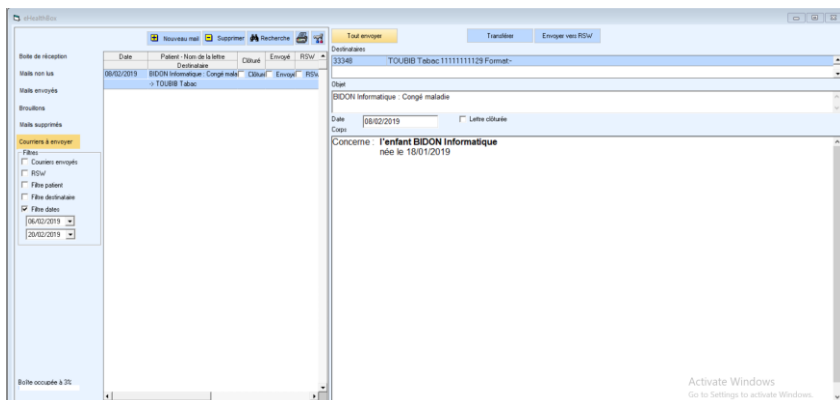 eHealthBox
Nouveau mail Supprimer Recherche
Boîte de réception
Mails non lus
Mails envoyés
Brouillons
Mails supprimés
Courriers à envoyer
Filtres
Courriers envoyés
RSW
Filtre patient
Filtre destinataire
Filtre dates
06/02/2019
20/02/2019
Boîte occupée à 3%
Date Patient - Nom de la lettre Clôturé Envoyé RSW
Destinataire
08/02/2019 BIDON Informatique : Congé mala Clôturé Envoyé RSW
-> TOUBIB Tabac
Tout envoyer Transférer Envoyer vers RSW
Destinataires
33348 TOUBIB Tabac 11111111129 Format~
Objet
BIDON Informatique : Congé maladie
Date 08/02/2019 Lettre clôturée
Corps
Concerne : l'enfant BIDON Informatique
née le 18/01/2019
Activate Windows
Go to Settings to activate Windows.